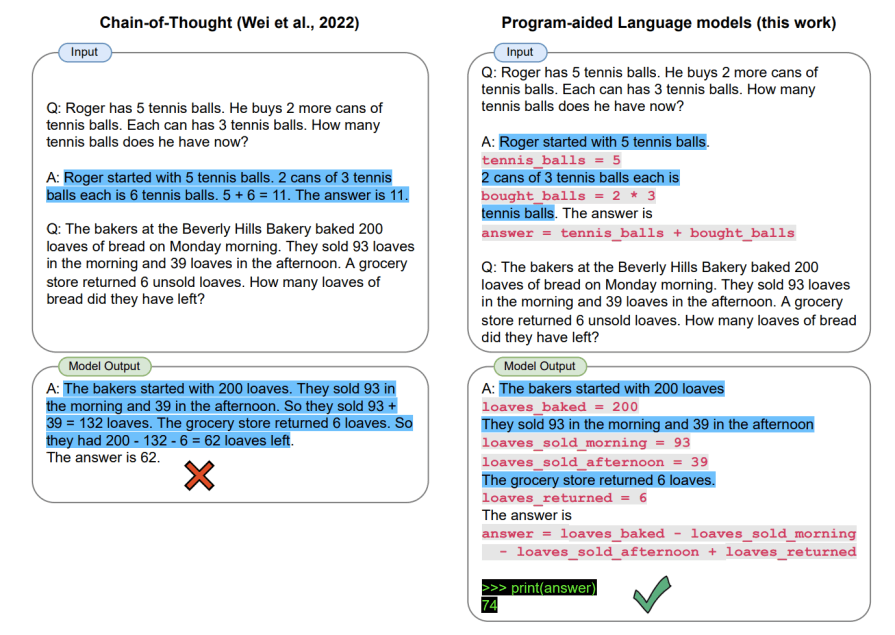 Chain-of-Thought (Wei et al., 2022)
Input
Q: Roger has 5 tennis balls. He buys 2 more cans of
tennis balls. Each can has 3 tennis balls. How many
tennis balls does he have now?
A: Roger started with 5 tennis balls. 2 cans of 3 tennis
balls each is 6 tennis balls. 5 + 6 = 11. The answer is 11.
Q: The bakers at the Beverly Hills Bakery baked 200
loaves of bread on Monday morning. They sold 93 loaves
in the morning and 39 loaves in the afternoon. A grocery
store returned 6 unsold loaves. How many loaves of
bread did they have left?
Model Output
A: The bakers started with 200 loaves. They sold 93 in
the morning and 39 in the afternoon. So they sold 93 +
39 = 132 loaves. The grocery store returned 6 loaves. So
they had 200 - 132 - 6 = 62 loaves left.
The answer is 62.
Program-aided Language models (this work)
Input
Q: Roger has 5 tennis balls. He buys 2 more cans of
tennis balls. Each can has 3 tennis balls. How many
tennis balls does he have now?
A: Roger started with 5 tennis balls.
tennis_balls = 5
2 cans of 3 tennis balls each is
bought_balls = 2 * 3
tennis balls. The answer is
answer = tennis_balls + bought_balls
Q: The bakers at the Beverly Hills Bakery baked 200
loaves of bread on Monday morning. They sold 93 loaves
in the morning and 39 loaves in the afternoon. A grocery
store returned 6 unsold loaves. How many loaves of bread
did they have left?
Model Output
A: The bakers started with 200 loaves
loaves_baked = 200
They sold 93 in the morning and 39 in the afternoon
loaves_sold_morning = 93
loaves_sold_afternoon = 39
The grocery store returned 6 loaves.
loaves_returned = 6
The answer is
answer = loaves_baked - loaves_sold_morning
- loaves_sold_afternoon + loaves_returned
>>> print(answer)
74